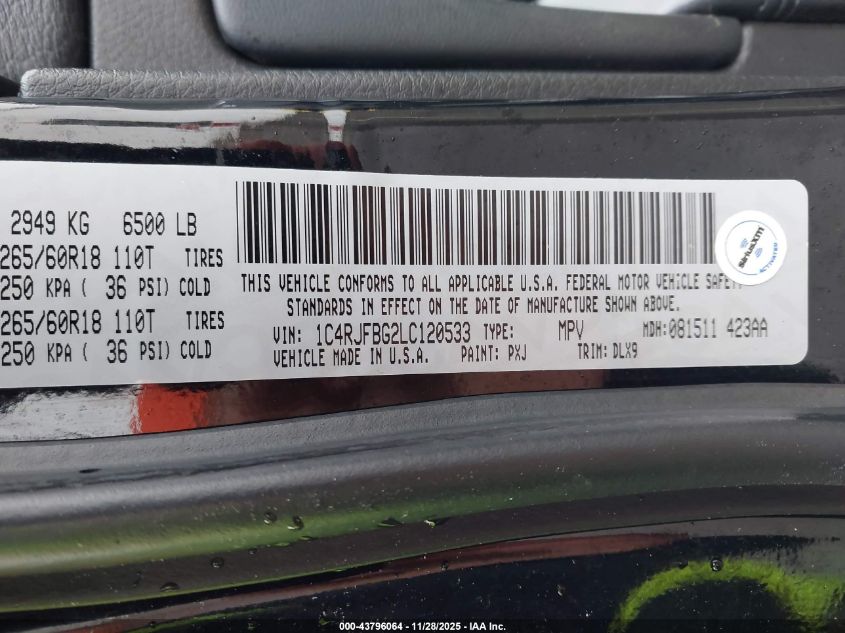 2949 KG 6500 LB
265/60R18 110T TIRES
250 KPA ( 36 PSI) COLD
265/60R18 110T TIRES
250 KPA ( 36 PSI) COLD
THIS VEHICLE CONFORMS TO ALL APPLICABLE U.S.A. FEDERAL MOTOR VEHICLE SAFETY
STANDARDS IN EFFECT ON THE DATE OF MANUFACTURE SHOWN ABOVE.
VIN: 1C4RJFBG2LC120533 TYPE: MPV MDH:081511 423AA
VEHICLE MADE IN U.S.A. PAINT: PXJ TRIM: DLX9
SiriusXM
ACTIVATED
000-43796064 - 11/28/2025 - IAA Inc.